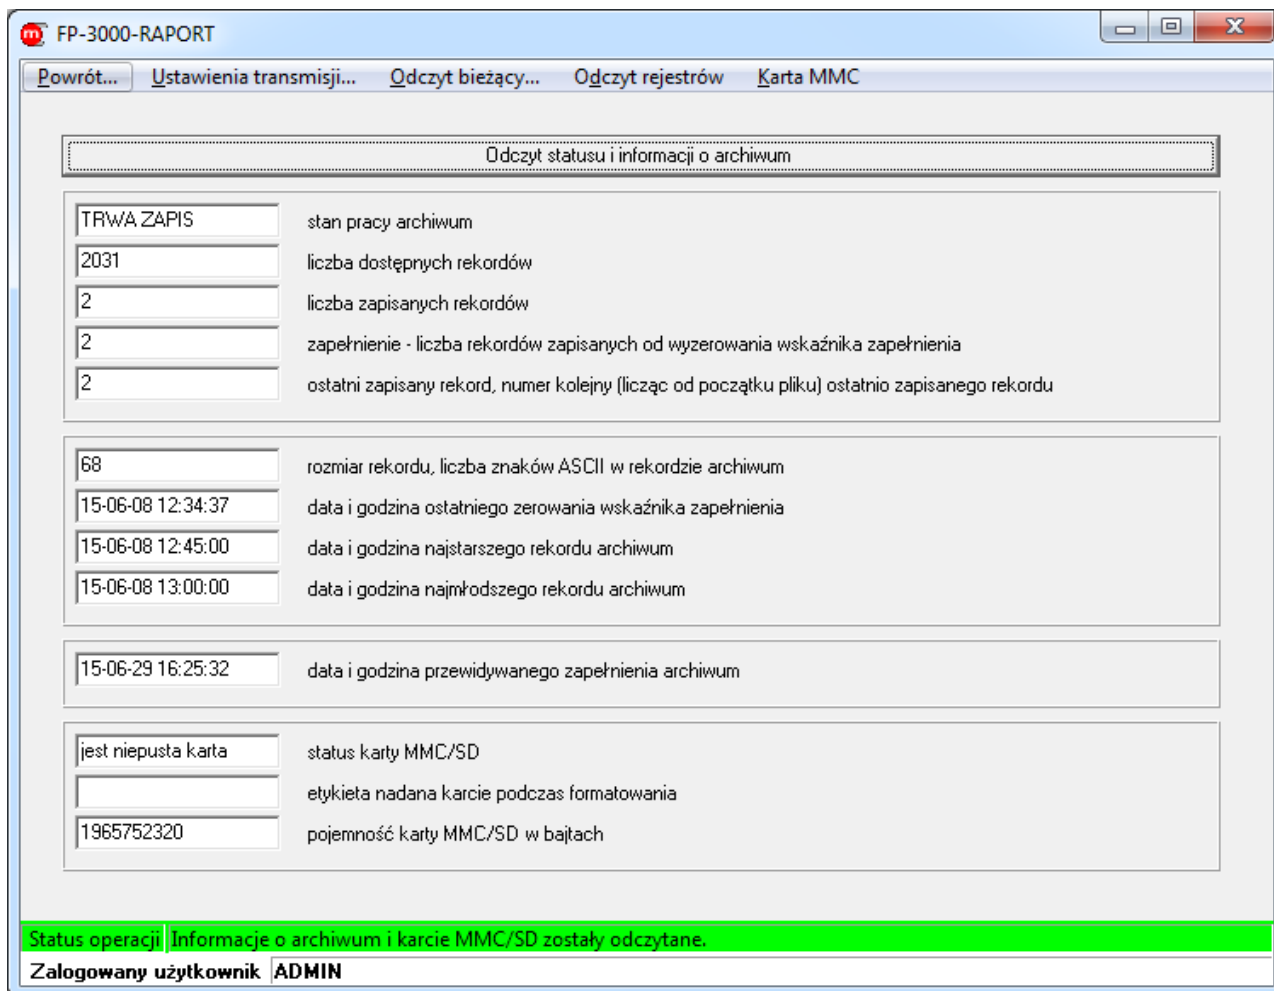 FP-3000-RAPORT
Powrót... Ustawienia transmisji... Odczyt bieżący... Odczyt rejestrów Karta MMC
Odczyt statusu i informacji o archiwum
TRWA ZAPIS stan pracy archiwum
2031 liczba dostępnych rekordów
2 liczba zapisanych rekordów
2 zapełnienie - liczba rekordów zapisanych od wyzerowania wskaźnika zapełnienia
2 ostatni zapisany rekord, numer kolejny (licząc od początku pliku) ostatnio zapisanego rekordu
68 rozmiar rekordu, liczba znaków ASCII w rekordzie archiwum
15-06-08 12:34:37 data i godzina ostatniego zerowania wskaźnika zapełnienia
15-06-08 12:45:00 data i godzina najstarszego rekordu archiwum
15-06-08 13:00:00 data i godzina najmłodszego rekordu archiwum
15-06-29 16:25:32 data i godzina przewidywanego zapełnienia archiwum
jest niepusta karta status karty MMC/SD
etykieta nadana karcie podczas formatowania
1965752320 pojemność karty MMC/SD w bajtach
Status operacji Informacje o archiwum i karcie MMC/SD zostały odczytane.
Zalogowany użytkownik ADMIN